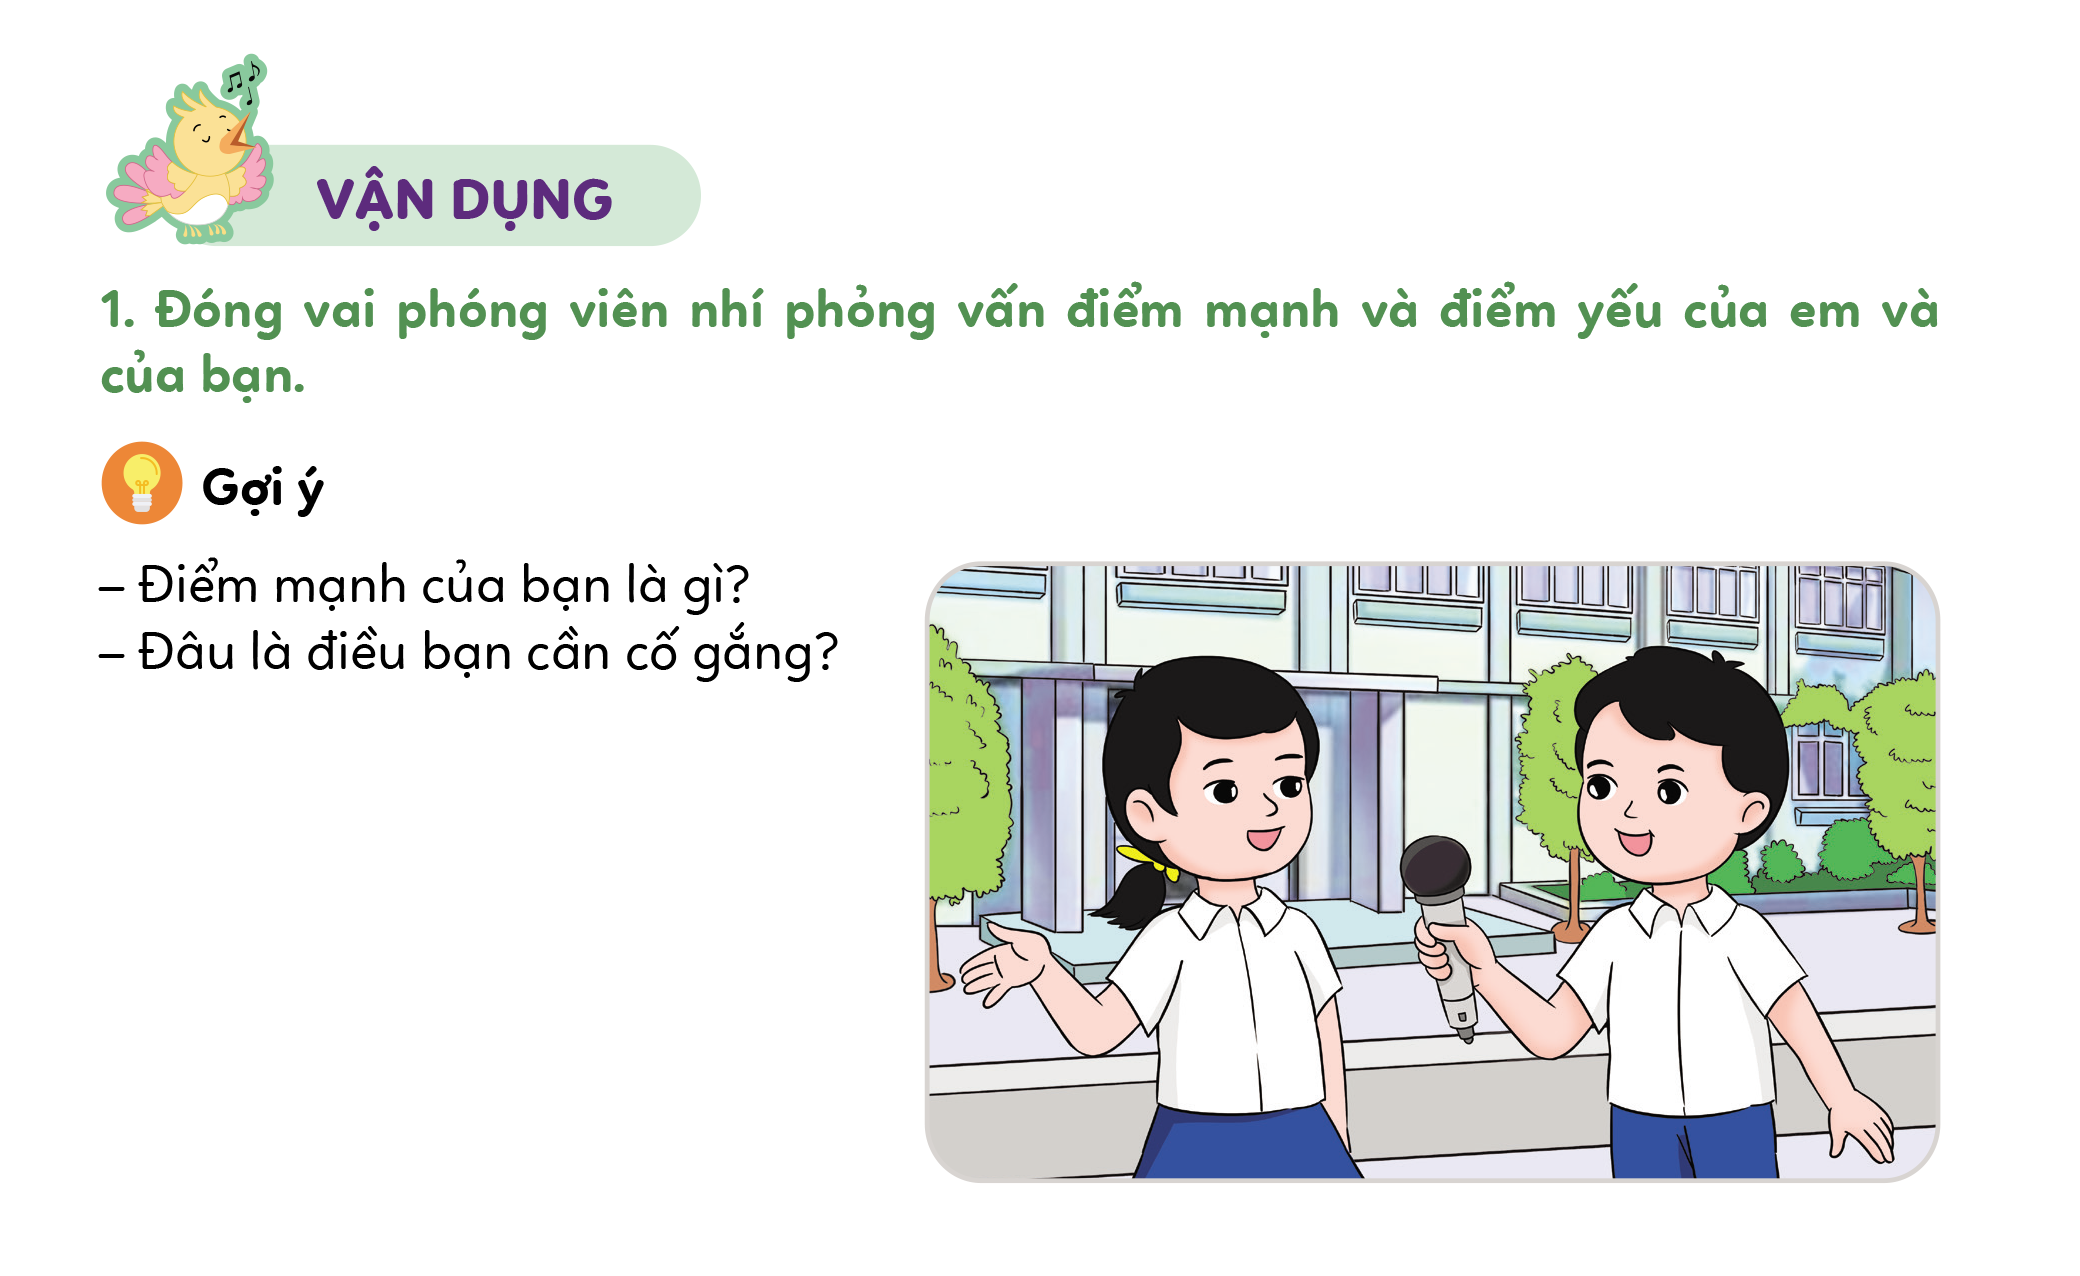 VẬN DỤNG
1. Đóng vai phóng viên nhí phỏng vấn điểm mạnh và điểm yếu của em và
của bạn.
Gợi ý
– Điểm mạnh của bạn là gì?
– Đâu là điều bạn cần cố gắng?